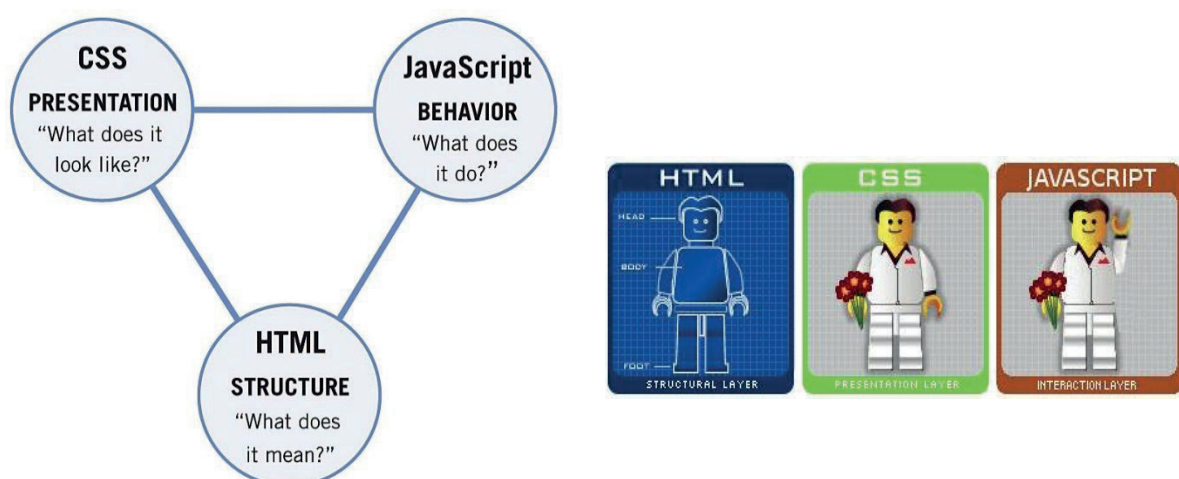 CSS
PRESENTATION
“What does it
look like?”
JavaScript
BEHAVIOR
“What does
it do?”
HTML
STRUCTURE
“What does
it mean?”
HTML
HEAD
BODY
FOOT
STRUCTURAL LAYER
CSS
PRESENTATION LAYER
JAVASCRIPT
INTERACTION LAYER